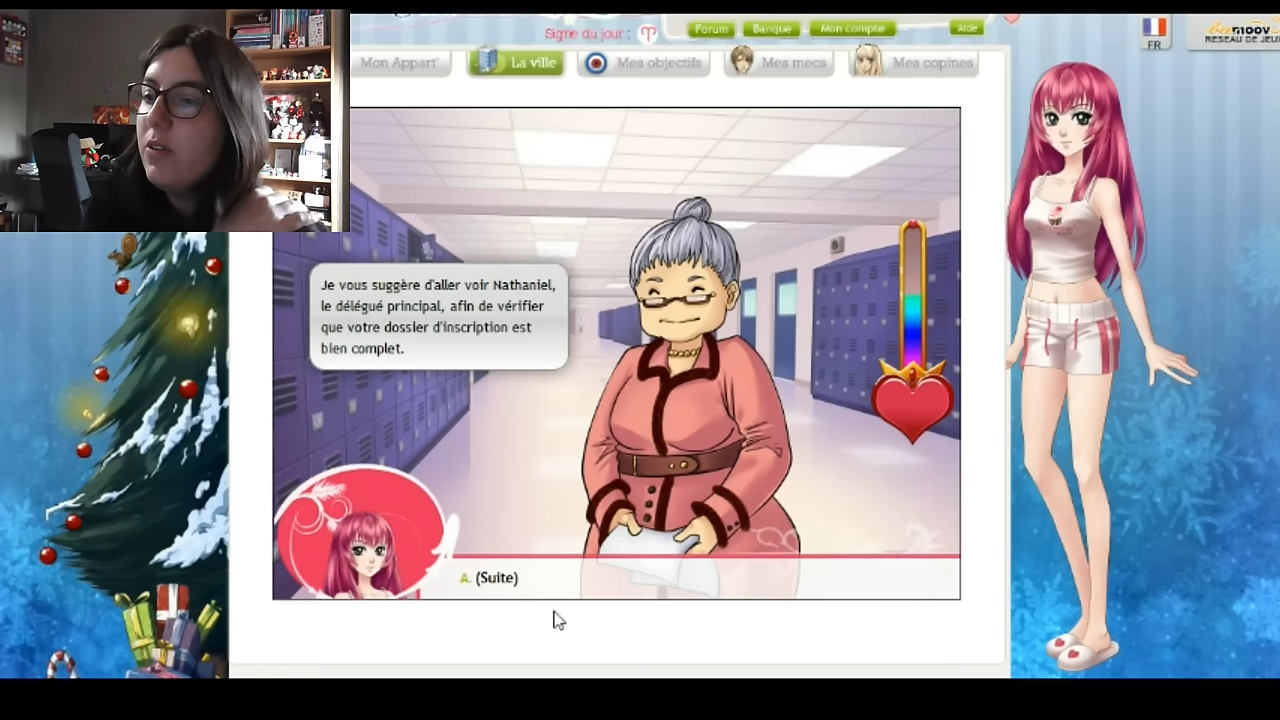 Signe du jour :
Forum
Banque
Mon compte
Aide
FR
beemoov
RESEAU DE JEU
Mon Appart'
La ville
Mes objectifs
Mes mecs
Mes copines
Je vous suggère d'aller voir Nathaniel,
le délégué principal, afin de vérifier
que votre dossier d'inscription est
bien complet.
A. (Suite)